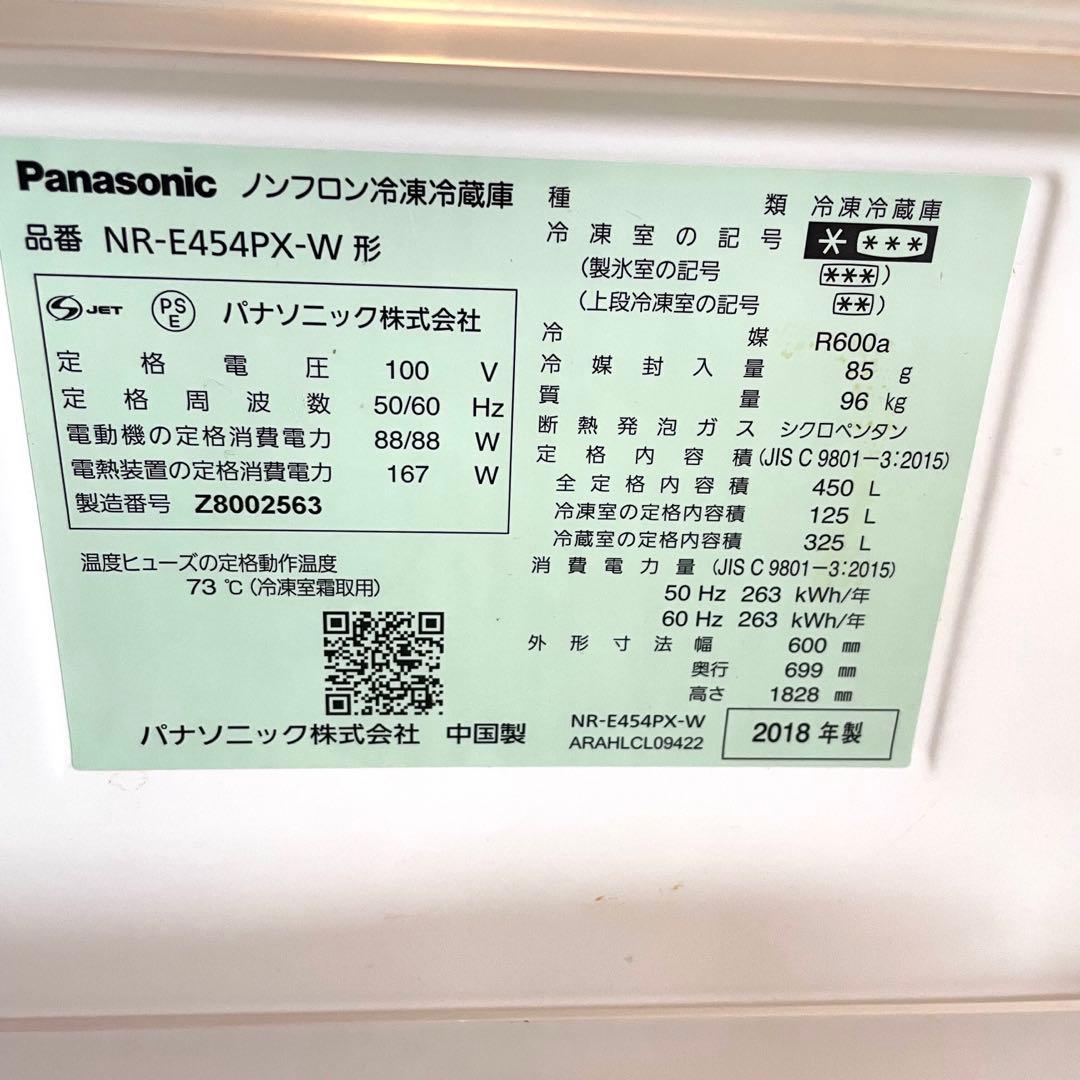 Panasonic ノンフロン冷凍冷蔵庫
品番 NR-E454PX-W 形
JET PSE パナソニック株式会社
定格電圧 100 V
定格周波数 50/60 Hz
電動機の定格消費電力 88/88 W
電熱装置の定格消費電力 167 W
製造番号 Z8002563
温度ヒューズの定格動作温度
73 ℃(冷凍室霜取用)
パナソニック株式会社 中国製
種類 冷凍冷蔵庫
冷凍室の記号 * ***
(製氷室の記号 ***)
(上段冷凍室の記号 **)
冷媒 R600a
冷媒封入量 85 g
質量 96 kg
断熱発泡ガス シクロペンタン
定格内容積(JIS C 9801-3:2015)
全定格内容積 450 L
冷凍室の定格内容積 125 L
冷蔵室の定格内容積 325 L
消費電力量(JIS C 9801-3:2015)
50 Hz 263 kWh/年
60 Hz 263 kWh/年
外形寸法幅 600 mm
奥行 699 mm
高さ 1828 mm
NR-E454PX-W
ARAHLCL09422
2018 年製